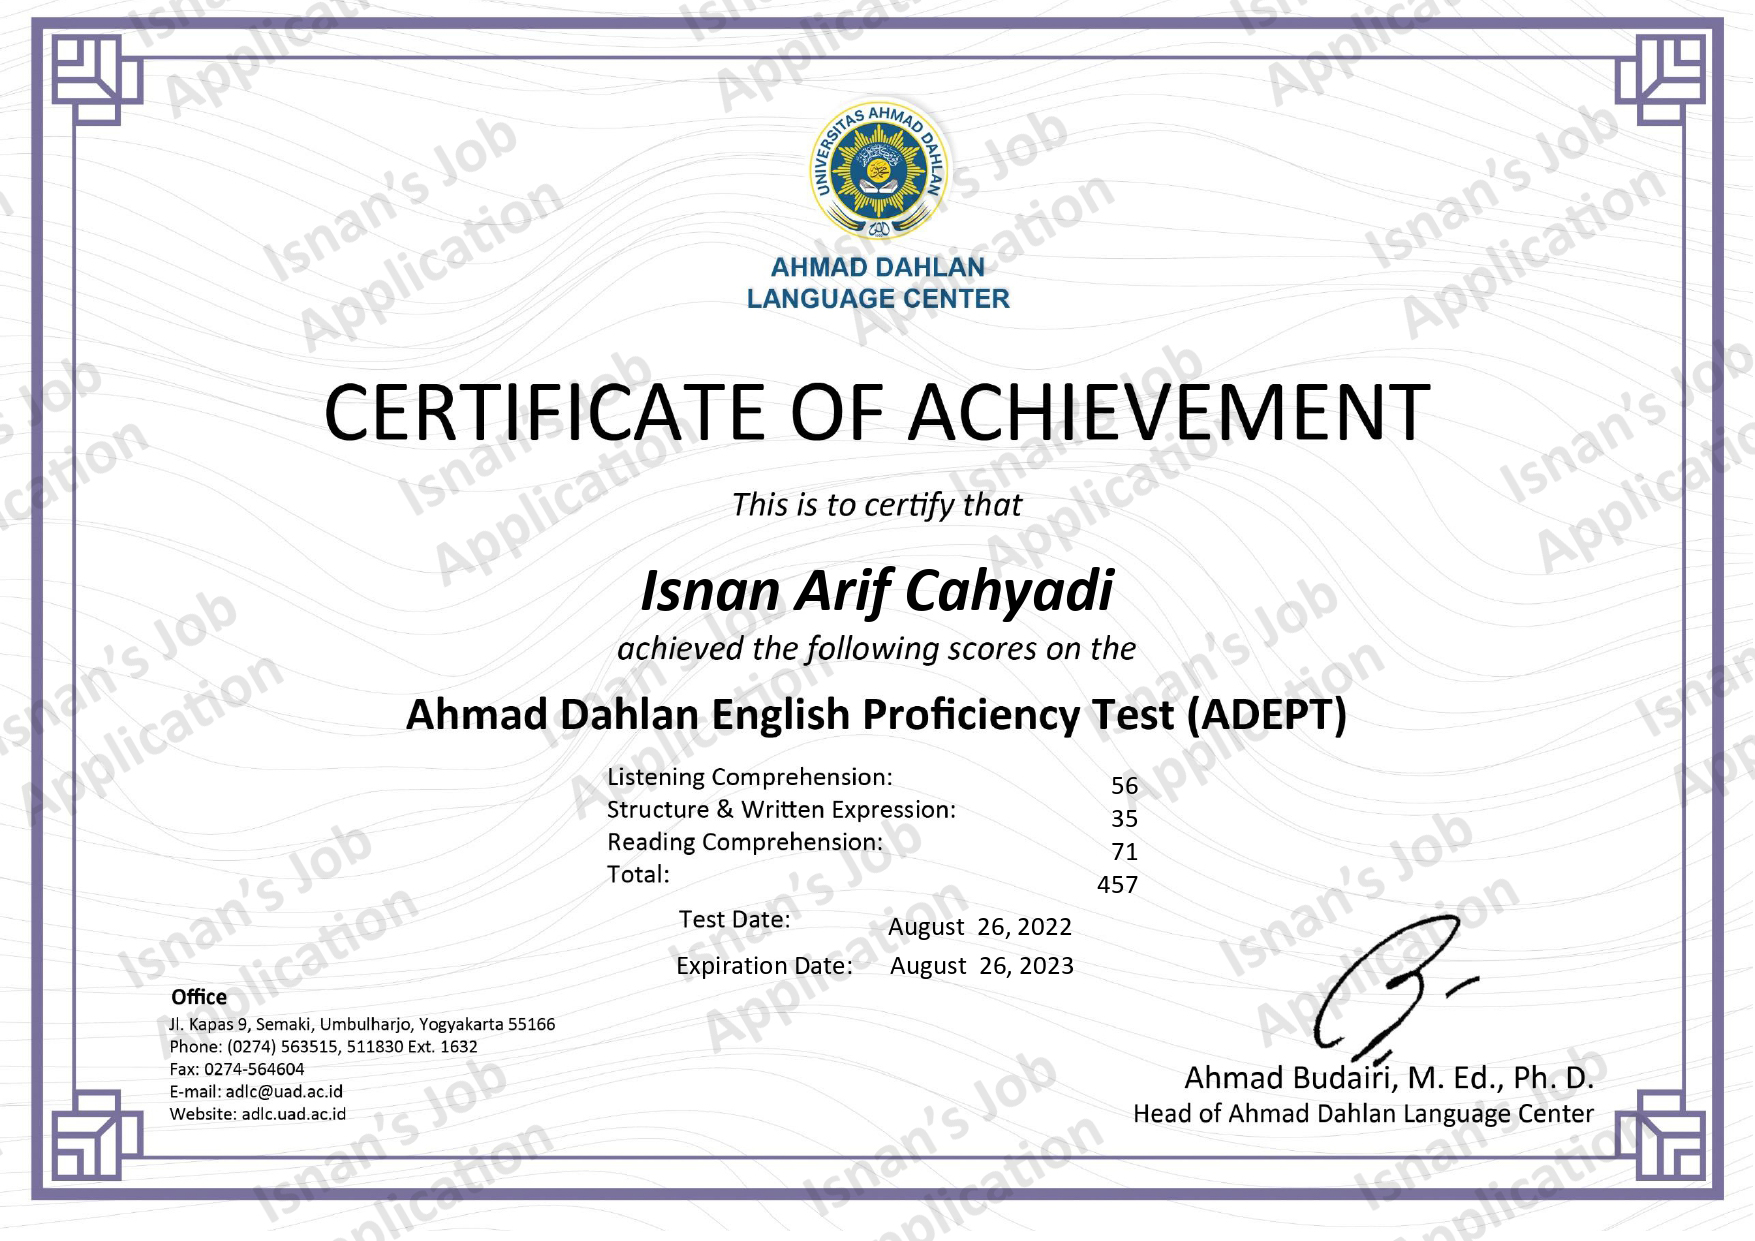 UNIVERSITAS AHMAD DAHLAN
AHMAD DAHLAN
LANGUAGE CENTER
CERTIFICATE OF ACHIEVEMENT
This is to certify that
Isnan Arif Cahyadi
achieved the following scores on the
Ahmad Dahlan English Proficiency Test (ADEPT)
Listening Comprehension: 56
Structure & Written Expression: 35
Reading Comprehension: 71
Total: 457
Test Date: August 26, 2022
Expiration Date: August 26, 2023
Office
Jl. Kapas 9, Semaki, Umbulharjo, Yogyakarta 55166
Phone: (0274) 563515, 511830 Ext. 1632
Fax: 0274-564604
E-mail: adlc@uad.ac.id
Website: adlc.uad.ac.id
Ahmad Budairi, M. Ed., Ph. D.
Head of Ahmad Dahlan Language Center
Isnan's Job
Application